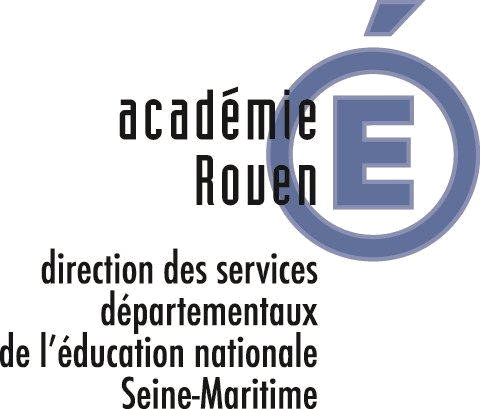 académie
Rouen
É
direction des services
départementaux
de l'éducation nationale
Seine-Maritime